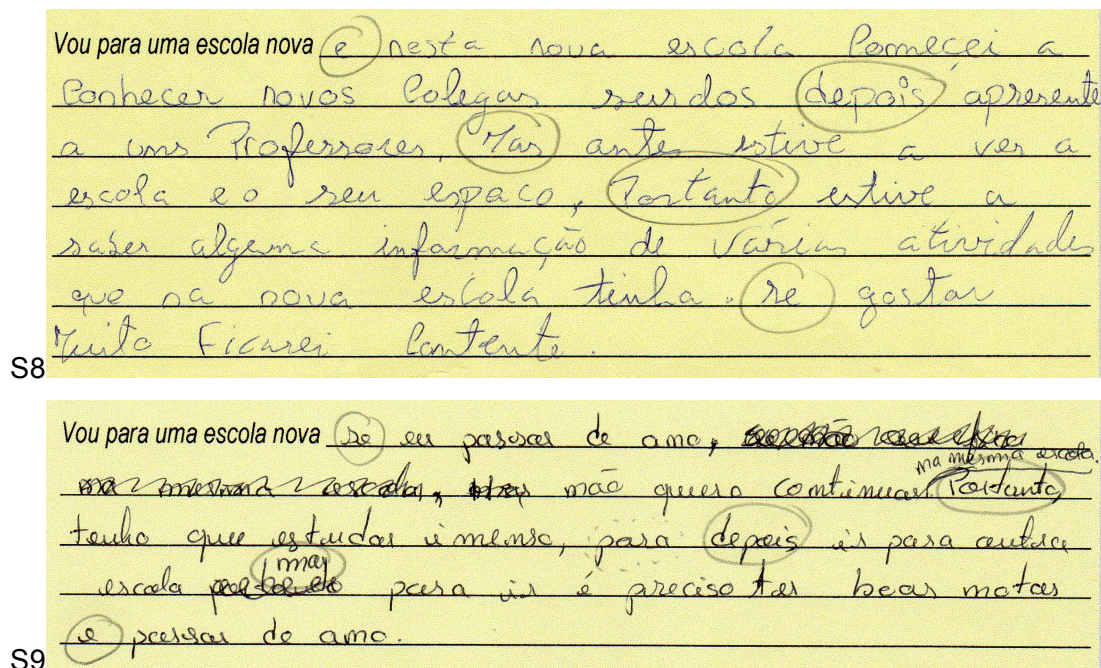 Vou para uma escola nova e nesta nova escola Começei a
Conhecer novos Colegas surdos depois apresente
a uns Professores, Mas antes estive a ver a
escola e o seu espaço, Portanto estive a
saber alguma informação de várias atividades
que na nova escola tinha. se gostar
Muito Ficarei Contente.
S8
Vou para uma escola nova se eu passar de ano,
na mesma escola.
não quero continuar Portanto
tenho que estudar imenso, para depois ir para outra
mas
escola para ir é preciso ter boas notas
e passar de ano.
S9